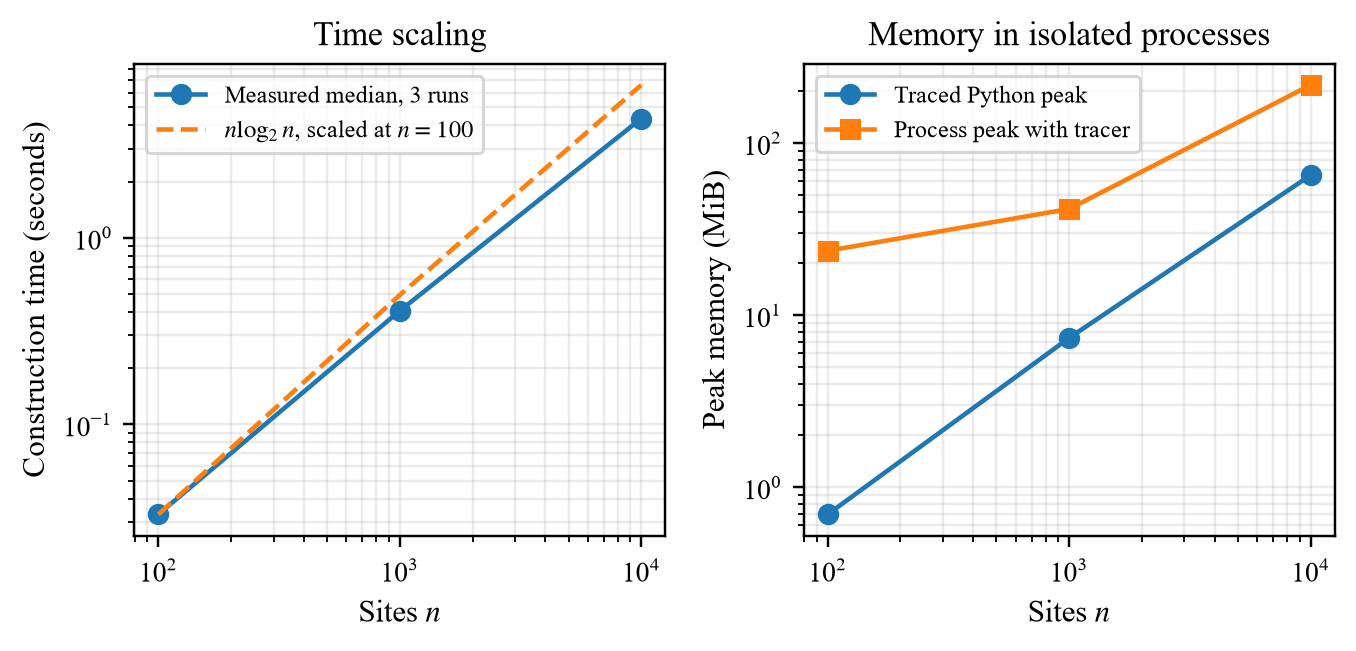 Time scaling
Measured median, 3 runs
n log₂ n, scaled at n = 100
Construction time (seconds)
10⁰
10⁻¹
10² 10³ 10⁴
Sites n
Memory in isolated processes
Traced Python peak
Process peak with tracer
Peak memory (MiB)
10²
10¹
10⁰
10² 10³ 10⁴
Sites n